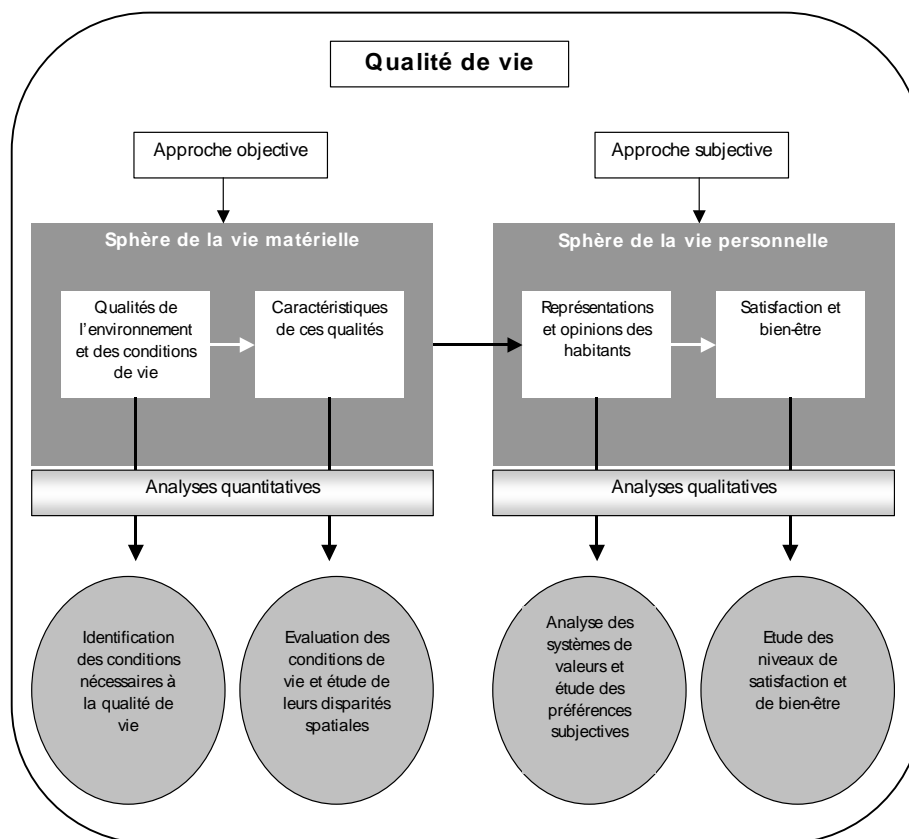 Qualité de vie
Approche objective
Approche subjective
Sphère de la vie matérielle
Sphère de la vie personnelle
Qualités de
l'environnement
et des conditions
de vie
Caractéristiques
de ces qualités
Représentations
et opinions des
habitants
Satisfaction et
bien-être
Analyses quantitatives
Analyses qualitatives
Identification
des conditions
nécessaires à
la qualité de
vie
Evaluation des
conditions de
vie et étude de
leurs disparités
spatiales
Analyse des
systèmes de
valeurs et
étude des
préférences
subjectives
Etude des
niveaux de
satisfaction et
de bien-être